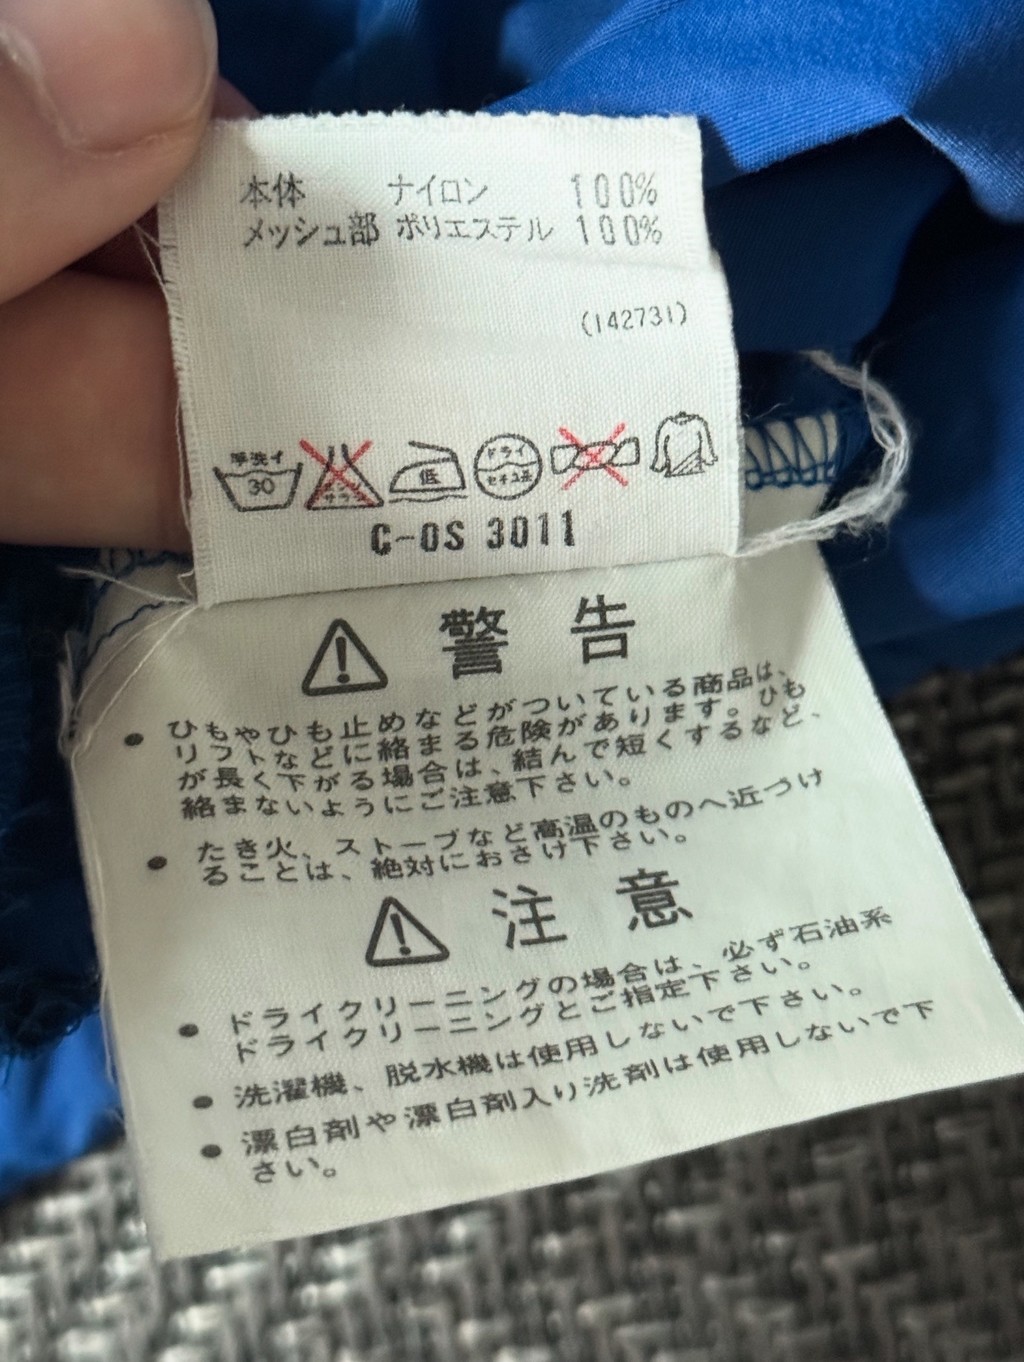 本体 ナイロン 100%
メッシュ部 ポリエステル 100%
(142731)
手洗イ
30
エンソ
サラシ
低
ドライ
セキユ系
C-OS 3011
警告
• ひもやひも止めなどがついている商品は、
リフトなどに絡まる危険があります。ひも
が長く下がる場合は、結んで短くするなど、
絡まないようにご注意下さい。
• たき火、ストーブなど高温のものへ近づけ
ることは、絶対におさけ下さい。
注意
• ドライクリーニングの場合は、必ず石油系
ドライクリーニングとご指定下さい。
• 洗濯機、脱水機は使用しないで下さい。
• 漂白剤や漂白剤入り洗剤は使用しないで下
さい。